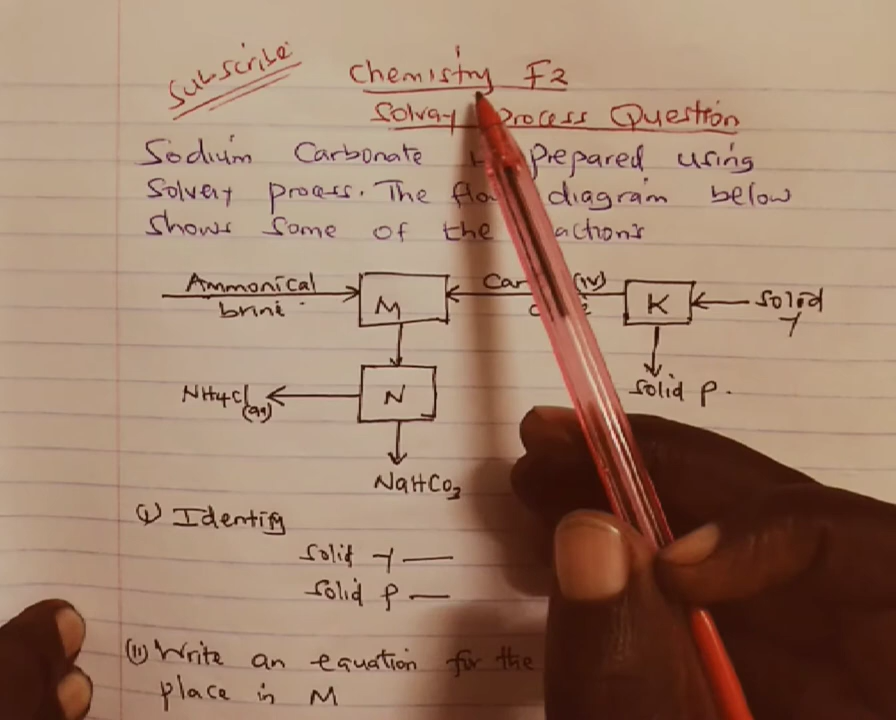 Subscribe
Chemistry F2
Solvay Process Question
Sodium Carbonate prepared using
Solvay process. The diagram below
Shows Some of the
Ammonical
brine
M
(IV)
K
Solid
Y
Solid P.
NH4Cl(aq)
N
NaHCO3
(i) Identify
Solid Y —
Solid P —
(ii) Write an equation for the
place in M